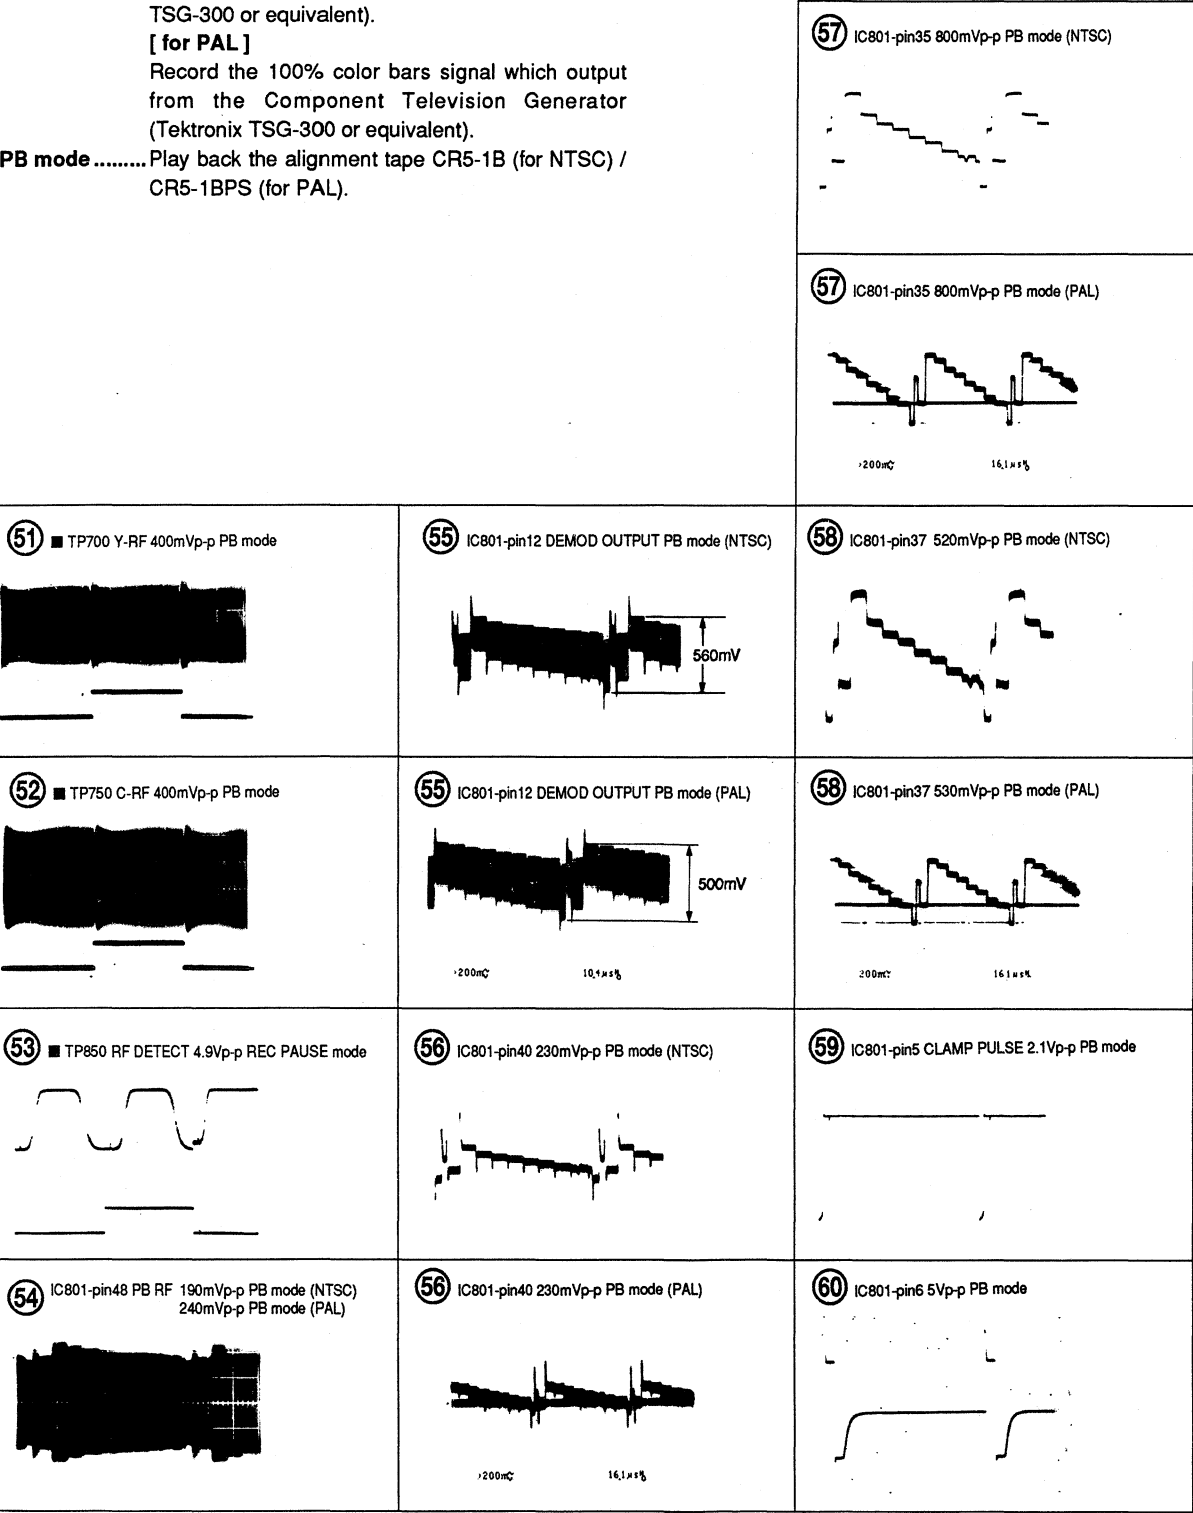 TSG-300 or equivalent).
[ for PAL ]
Record the 100% color bars signal which output
from the Component Television Generator
(Tektronix TSG-300 or equivalent).
PB mode ......... Play back the alignment tape CR5-1B (for NTSC) /
CR5-1BPS (for PAL).
57 IC801-pin35 800mVp-p PB mode (NTSC)
57 IC801-pin35 800mVp-p PB mode (PAL)
51 ■ TP700 Y-RF 400mVp-p PB mode
52 ■ TP750 C-RF 400mVp-p PB mode
53 ■ TP850 RF DETECT 4.9Vp-p REC PAUSE mode
54 IC801-pin48 PB RF 190mVp-p PB mode (NTSC)
240mVp-p PB mode (PAL)
55 IC801-pin12 DEMOD OUTPUT PB mode (NTSC)
560mV
55 IC801-pin12 DEMOD OUTPUT PB mode (PAL)
500mV
56 IC801-pin40 230mVp-p PB mode (NTSC)
56 IC801-pin40 230mVp-p PB mode (PAL)
58 IC801-pin37 520mVp-p PB mode (NTSC)
58 IC801-pin37 530mVp-p PB mode (PAL)
59 IC801-pin5 CLAMP PULSE 2.1Vp-p PB mode
60 IC801-pin6 5Vp-p PB mode